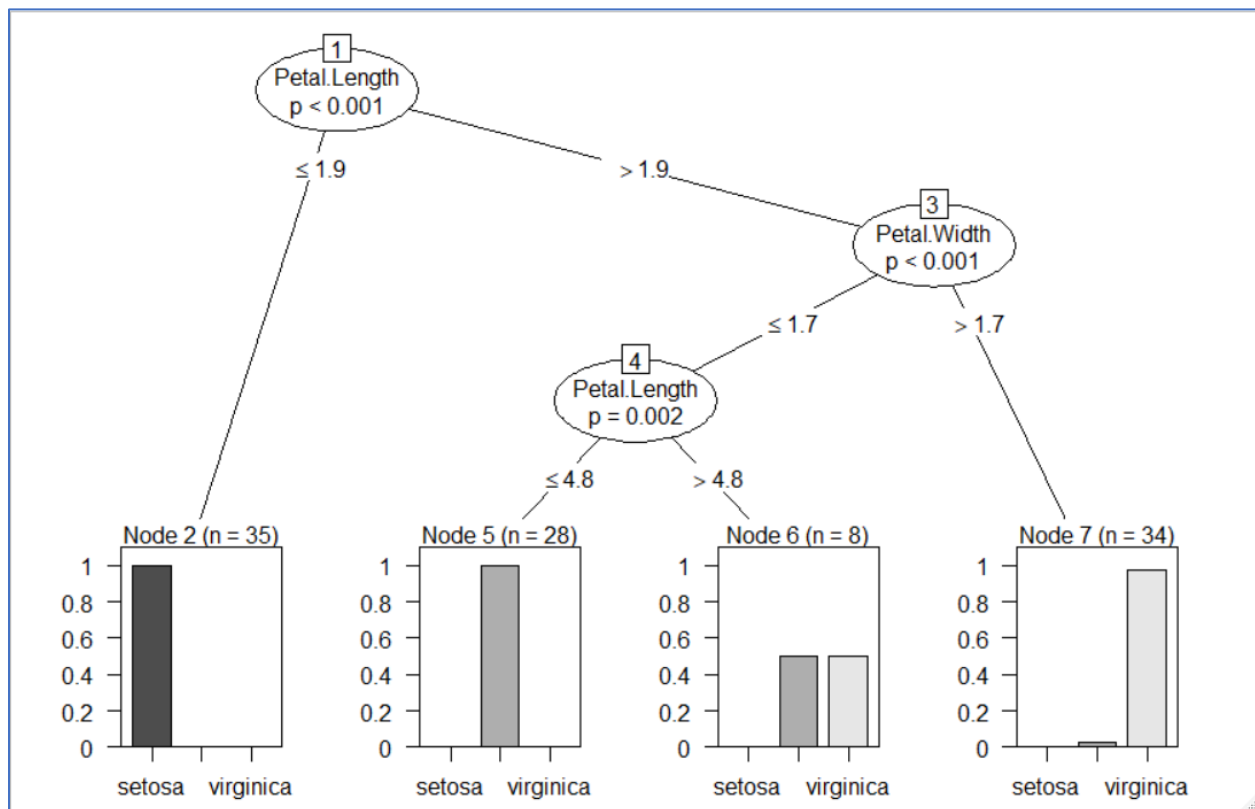 1
Petal.Length
p < 0.001
≤ 1.9
> 1.9
3
Petal.Width
p < 0.001
≤ 1.7
> 1.7
4
Petal.Length
p = 0.002
≤ 4.8
> 4.8
Node 2 (n = 35)
1
0.8
0.6
0.4
0.2
0
setosa
virginica
Node 5 (n = 28)
1
0.8
0.6
0.4
0.2
0
setosa
virginica
Node 6 (n = 8)
1
0.8
0.6
0.4
0.2
0
setosa
virginica
Node 7 (n = 34)
1
0.8
0.6
0.4
0.2
0
setosa
virginica